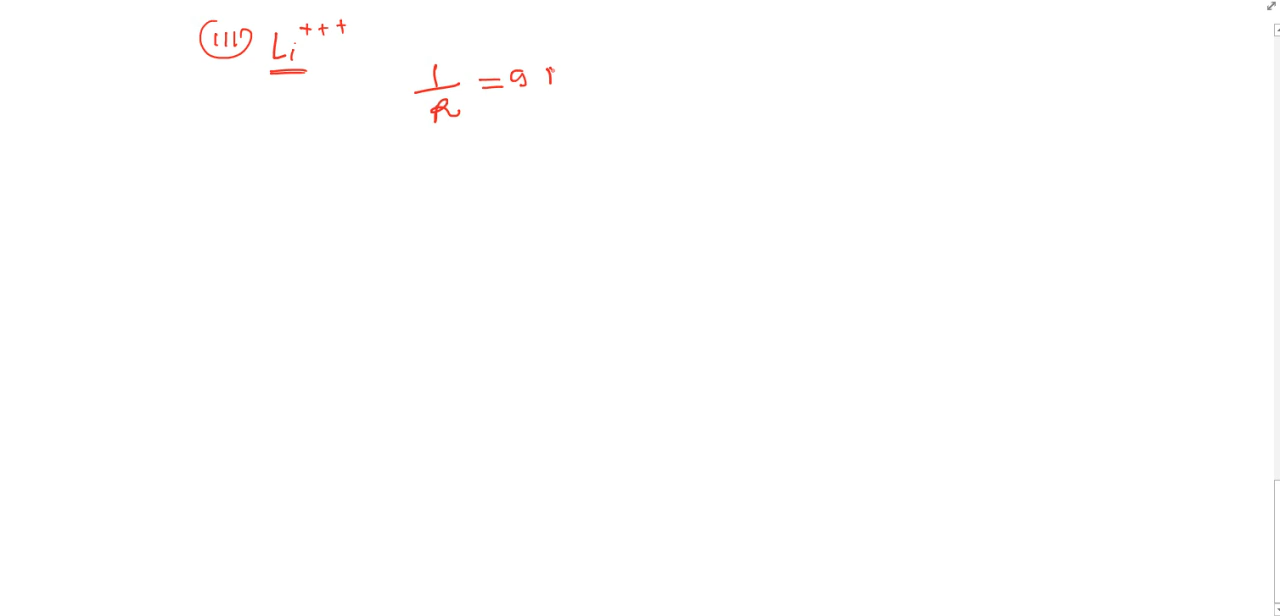 (III) Li+++
1/R = 9